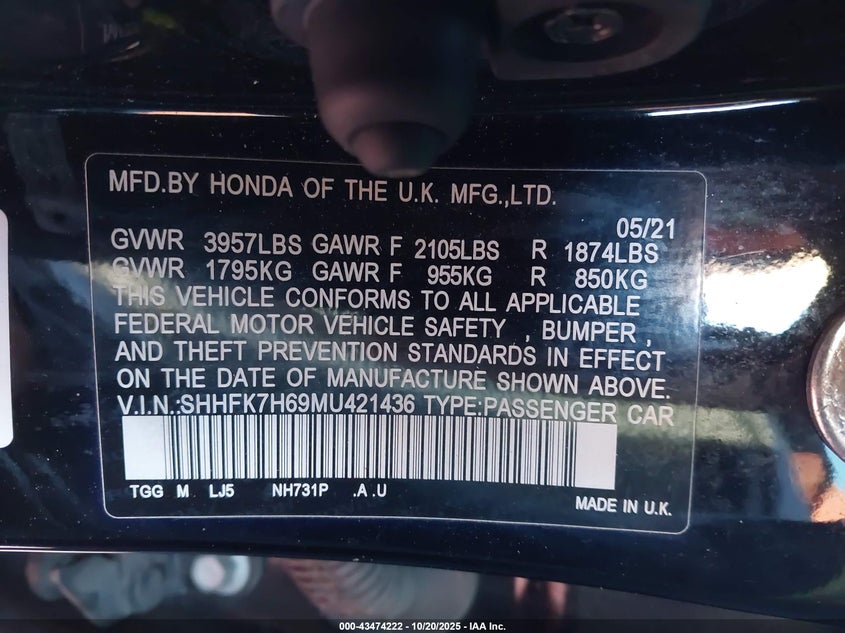 MFD.BY HONDA OF THE U.K. MFG.,LTD.
05/21
GVWR 3957LBS GAWR F 2105LBS R 1874LBS
GVWR 1795KG GAWR F 955KG R 850KG
THIS VEHICLE CONFORMS TO ALL APPLICABLE
FEDERAL MOTOR VEHICLE SAFETY , BUMPER ,
AND THEFT PREVENTION STANDARDS IN EFFECT
ON THE DATE OF MANUFACTURE SHOWN ABOVE.
V.I.N.:SHHFK7H69MU421436 TYPE:PASSENGER CAR
TGG M LJ5 NH731P .A .U
MADE IN U.K.
000-43474222 - 10/20/2025 - IAA Inc.